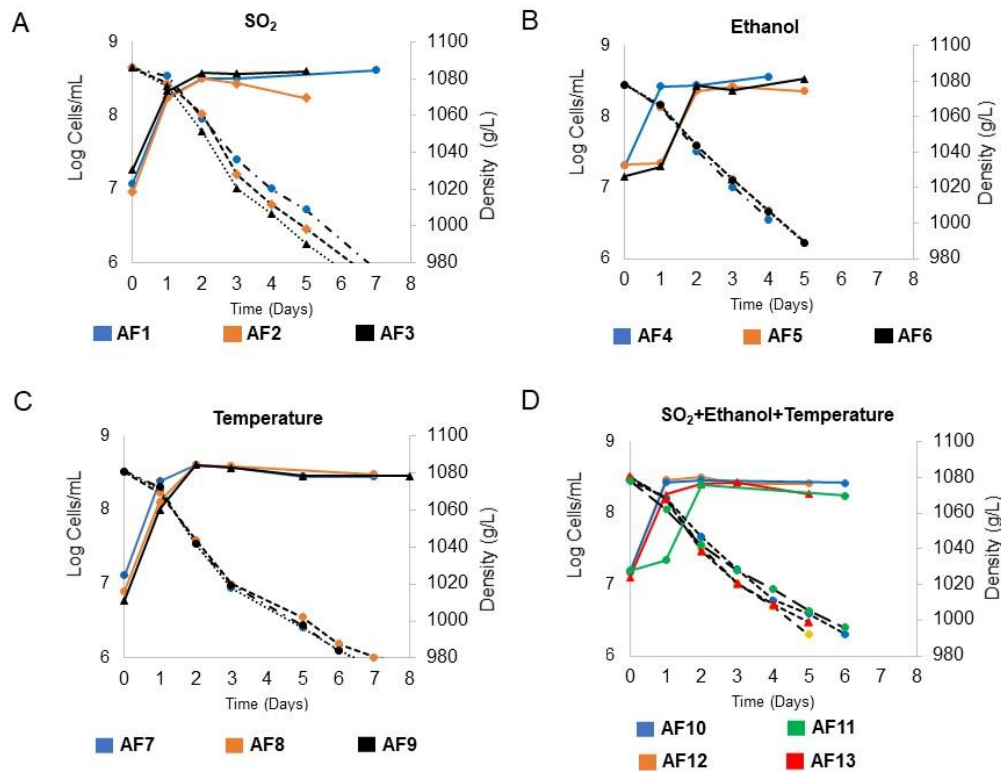 A
SO₂
9
8
7
6
Log Cells/mL
1100
1080
1060
1040
1020
1000
980
Density (g/L)
0 1 2 3 4 5 6 7 8
Time (Days)
AF1 AF2 AF3
B
Ethanol
9
8
7
6
Log Cells/mL
1100
1080
1060
1040
1020
1000
980
Density (g/L)
0 1 2 3 4 5 6 7 8
Time (Days)
AF4 AF5 AF6
C
Temperature
9
8
7
6
Log Cells/mL
1100
1080
1060
1040
1020
1000
980
Density (g/L)
0 1 2 3 4 5 6 7 8
Time (Days)
AF7 AF8 AF9
D
SO₂+Ethanol+Temperature
9
8
7
6
Log Cells/mL
1100
1080
1060
1040
1020
1000
980
Density (g/L)
0 1 2 3 4 5 6 7 8
Time (Days)
AF10 AF11
AF12 AF13